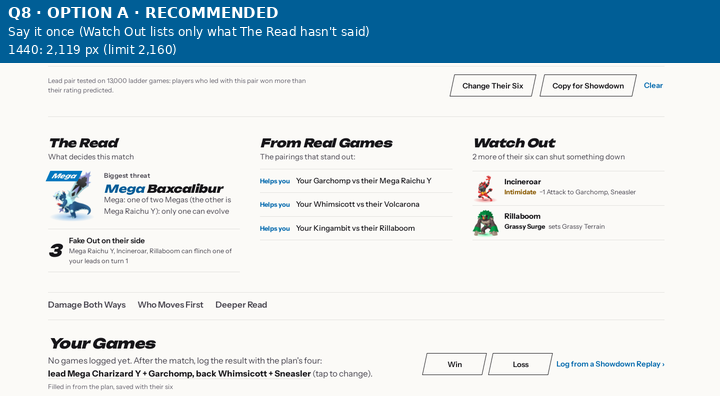 Q8 · OPTION A · RECOMMENDED
Say it once (Watch Out lists only what The Read hasn't said)
1440: 2,119 px (limit 2,160)
Lead pair tested on 13,000 ladder games: players who led with this pair won more than
their rating predicted.
Change Their Six
Copy for Showdown
Clear
The Read
What decides this match
Mega
Biggest threat
Mega Baxcalibur
Mega: one of two Megas (the other is
Mega Raichu Y): only one can evolve
3
Fake Out on their side
Mega Raichu Y, Incineroar, Rillaboom can flinch one of
your leads on turn 1
From Real Games
The pairings that stand out:
Helps you Your Garchomp vs their Mega Raichu Y
Helps you Your Whimsicott vs their Volcarona
Helps you Your Kingambit vs their Rillaboom
Watch Out
2 more of their six can shut something down
Incineroar
Intimidate −1 Attack to Garchomp, Sneasler
Rillaboom
Grassy Surge sets Grassy Terrain
Damage Both Ways
Who Moves First
Deeper Read
Your Games
No games logged yet. After the match, log the result with the plan's four:
lead Mega Charizard Y + Garchomp, back Whimsicott + Sneasler (tap to change).
Filled in from the plan, saved with their six
Win
Loss
Log from a Showdown Replay ›